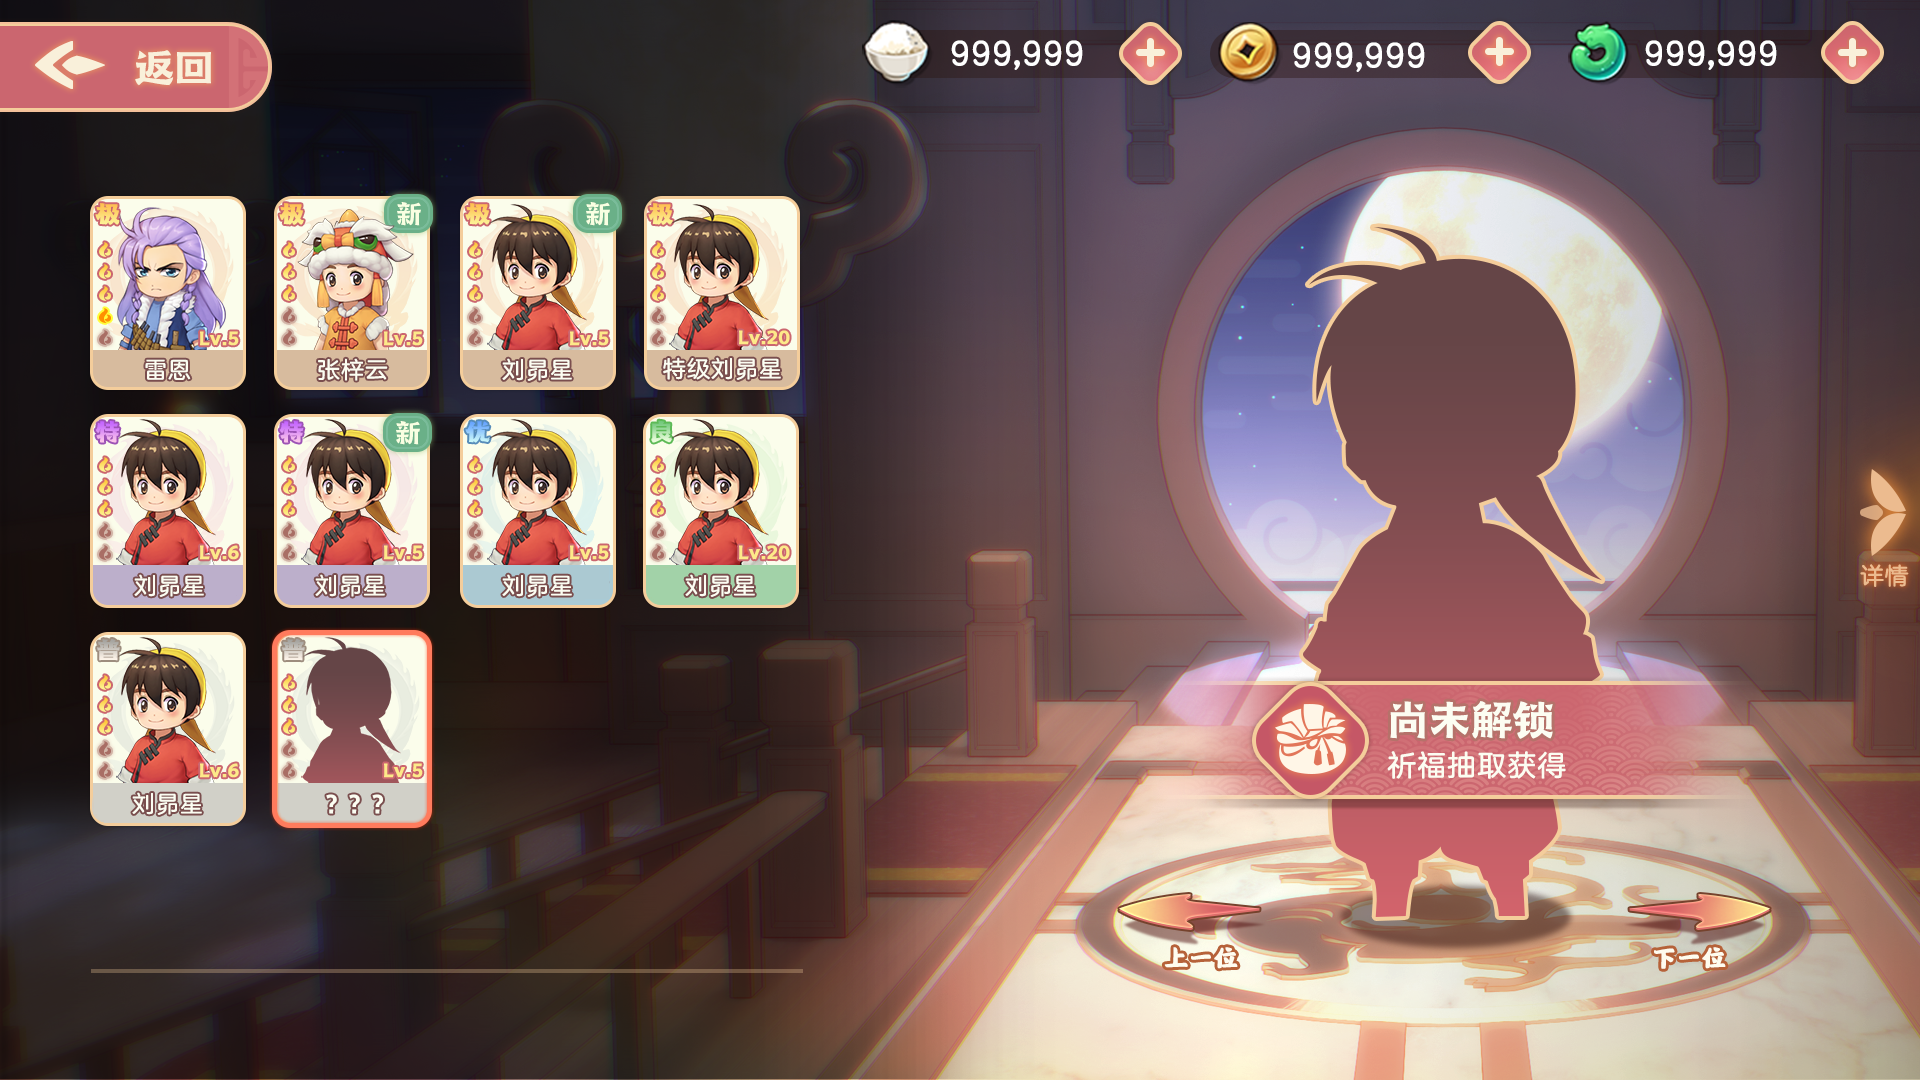 返回
999,999
999,999
999,999
极
Lv.5
雷恩
极
新
Lv.5
张梓云
极
新
Lv.5
刘昴星
极
Lv.20
特级刘昴星
特
Lv.6
刘昴星
特
新
Lv.5
刘昴星
优
Lv.5
刘昴星
良
Lv.20
刘昴星
普
Lv.6
刘昴星
普
Lv.5
???
详情
尚未解锁
祈福抽取获得
上一位
下一位